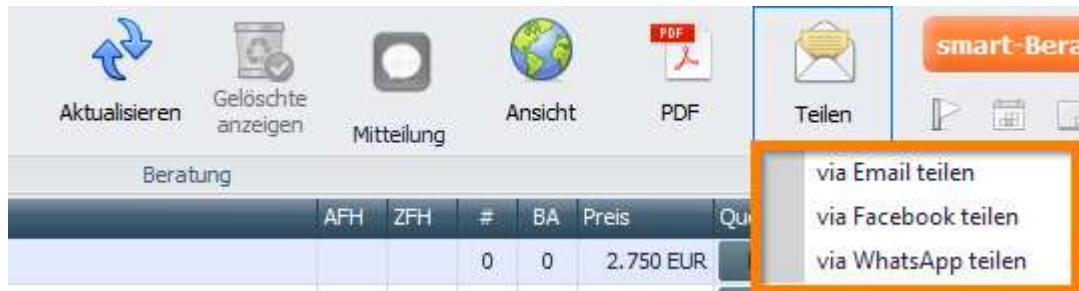 PDF
smart-Bera
Aktualisieren
Gelöschte
anzeigen
Mitteilung
Ansicht
PDF
Teilen
Beratung
via Email teilen
via Facebook teilen
via WhatsApp teilen
AFH ZFH # BA Preis Qu
0 0 2.750 EUR